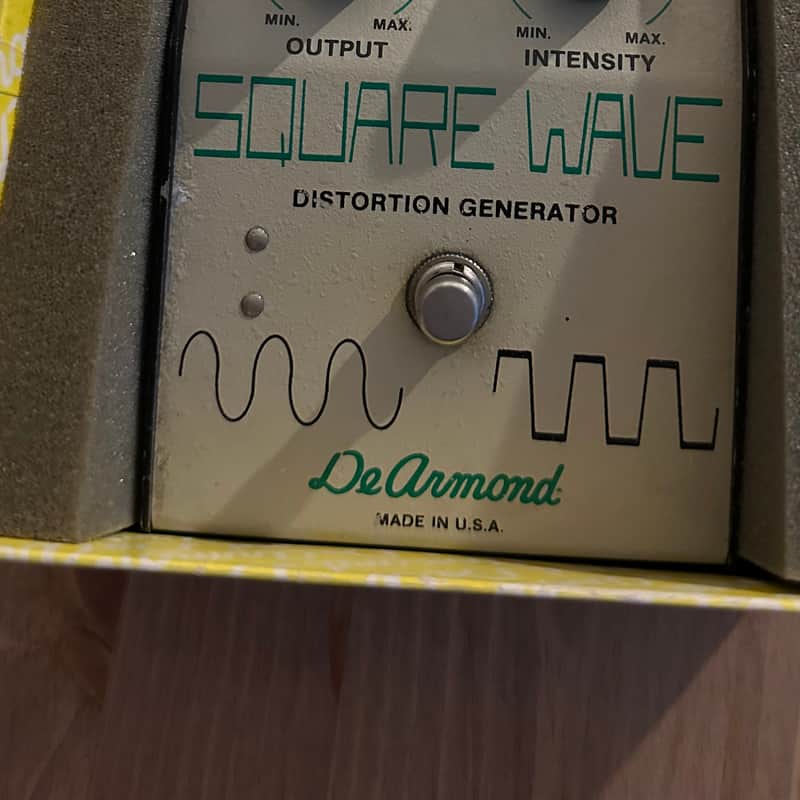 MIN. MAX. MIN. MAX.
OUTPUT INTENSITY
SQUARE WAVE
DISTORTION GENERATOR
DeArmond
MADE IN U.S.A.